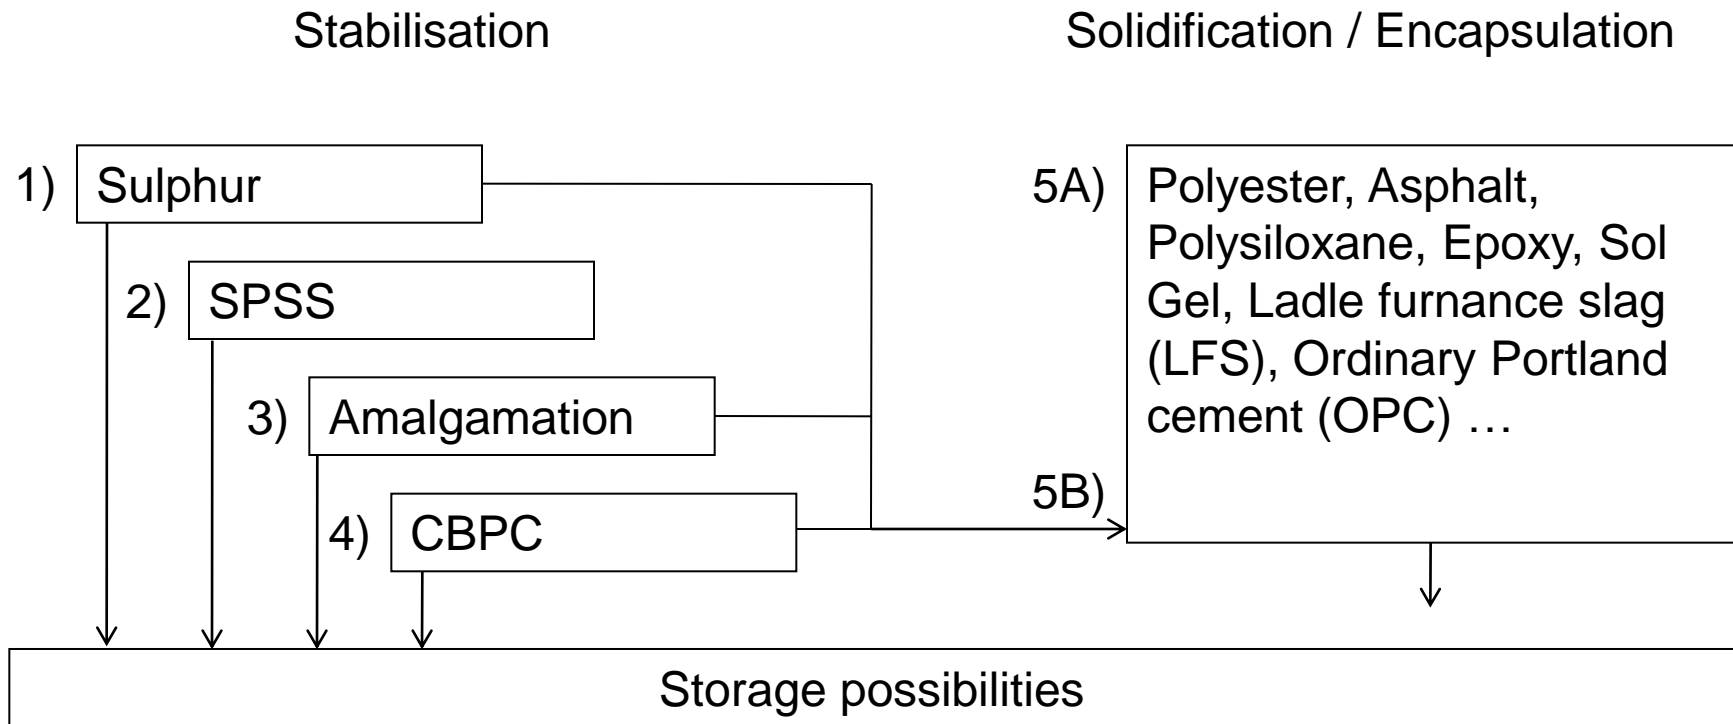 Stabilisation
Solidification / Encapsulation
1) Sulphur
2) SPSS
3) Amalgamation
4) CBPC
5A) Polyester, Asphalt,
Polysiloxane, Epoxy, Sol
Gel, Ladle furnance slag
(LFS), Ordinary Portland
cement (OPC) …
5B)
Storage possibilities